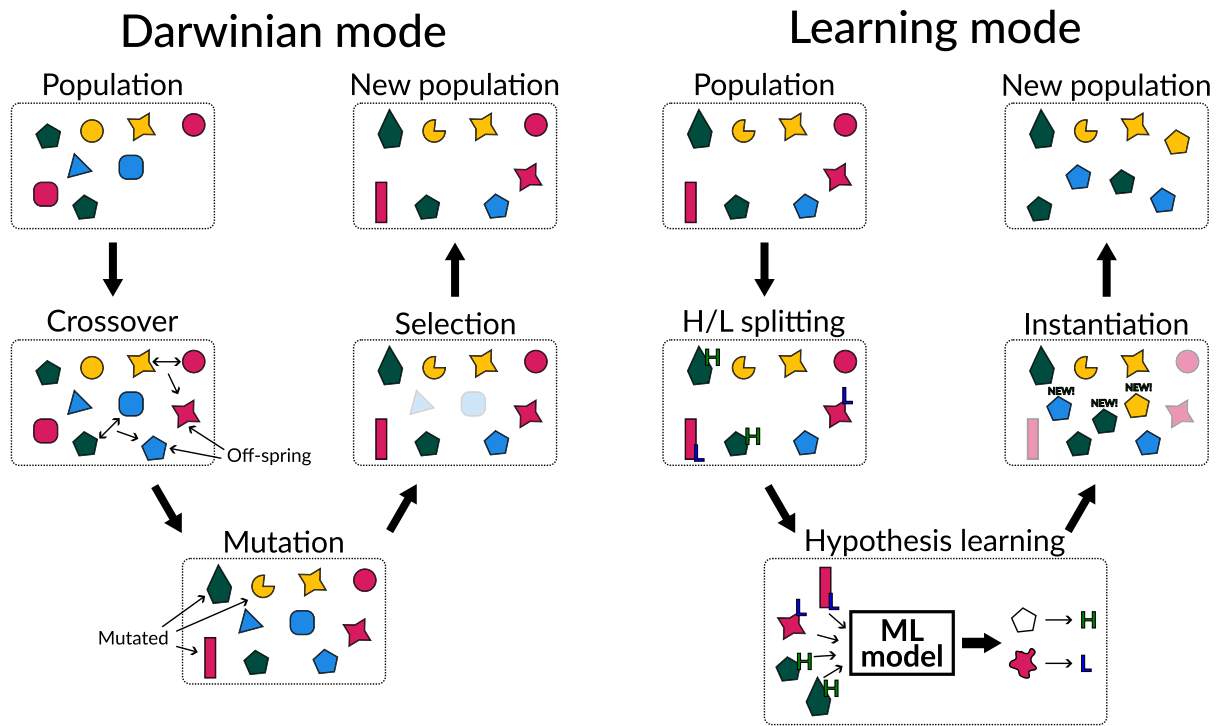 Darwinian mode
Learning mode
Population
New population
Population
New population
Crossover
Selection
H/L splitting
Instantiation
H
L
L
H
NEW!
NEW!
NEW!
Off-spring
Mutation
Mutated
Hypothesis learning
L
L
H
H
ML
model
H
L